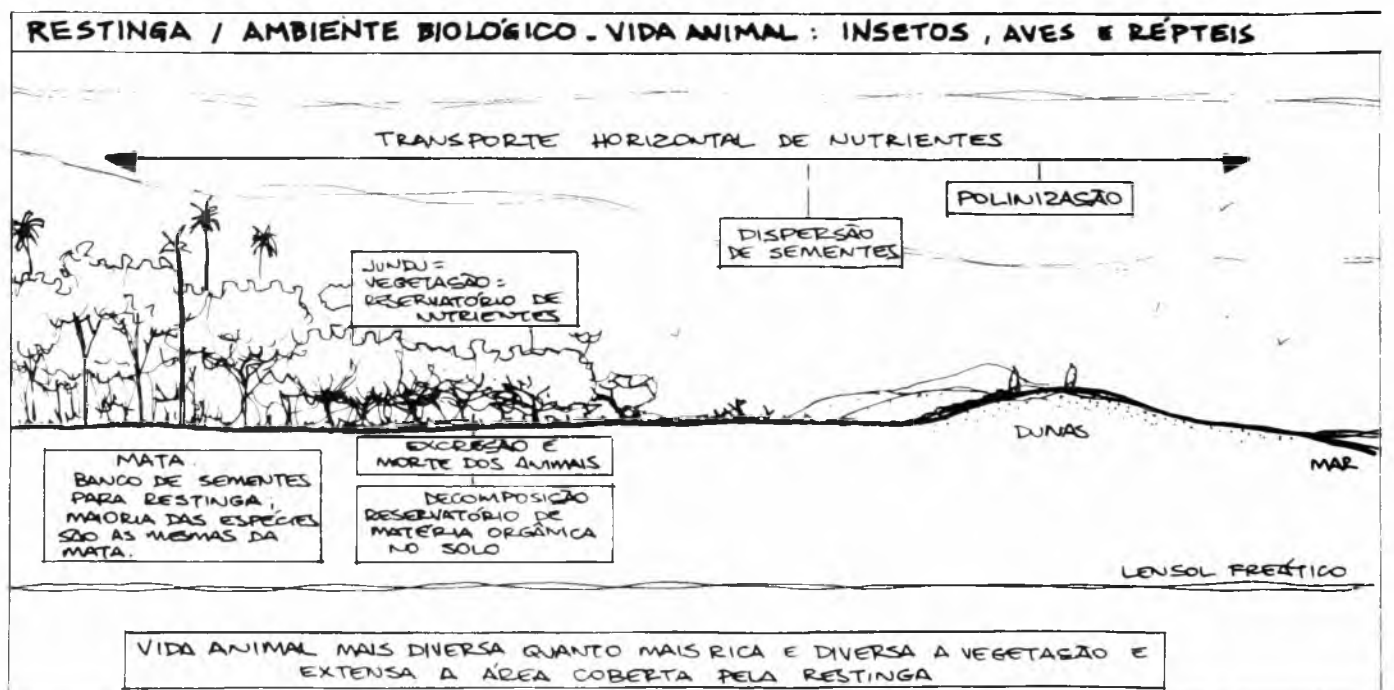 RESTINGA / AMBIENTE BIOLÓGICO - VIDA ANIMAL : INSETOS, AVES E RÉPTEIS
TRANSPORTE HORIZONTAL DE NUTRIENTES
POLINIZAÇÃO
DISPERSÃO
DE SEMENTES
JUNDU =
VEGETAÇÃO =
RESERVATÓRIO DE
NUTRIENTES
DUNAS
MAR
EXCREÇÃO E
MORTE DOS ANIMAIS
MATA
BANCO DE SEMENTES
PARA RESTINGA;
MAIORIA DAS ESPÉCIES
SÃO AS MESMAS DA
MATA.
DECOMPOSIÇÃO
RESERVATÓRIO DE
MATÉRIA ORGÂNICA
NO SOLO
LENSOL FREÁTICO
VIDA ANIMAL MAIS DIVERSA QUANTO MAIS RICA E DIVERSA A VEGETAÇÃO E
EXTENSA A ÁREA COBERTA PELA RESTINGA